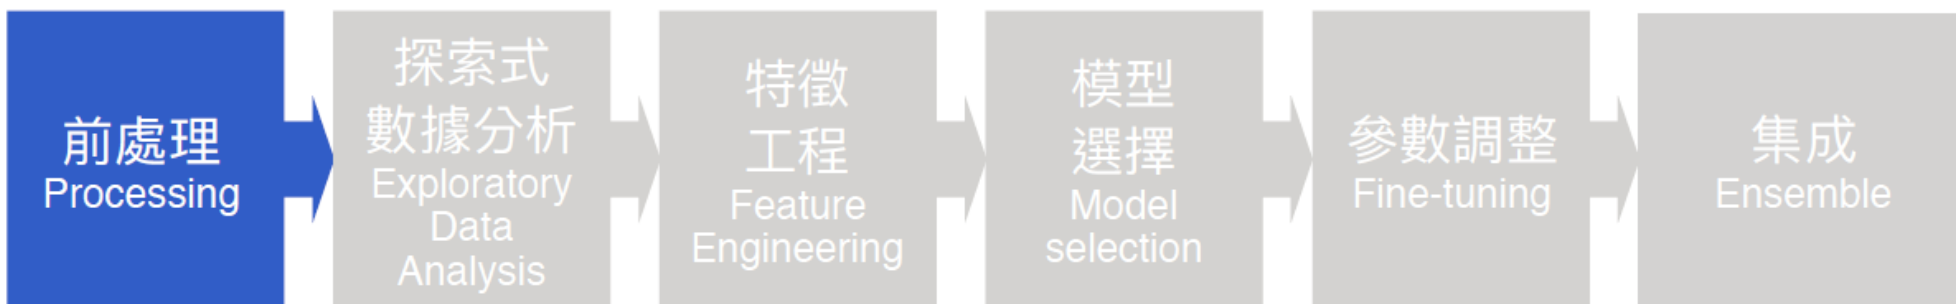 前處理
Processing
探索式
數據分析
Exploratory
Data
Analysis
特徵
工程
Feature
Engineering
模型
選擇
Model
selection
參數調整
Fine-tuning
集成
Ensemble